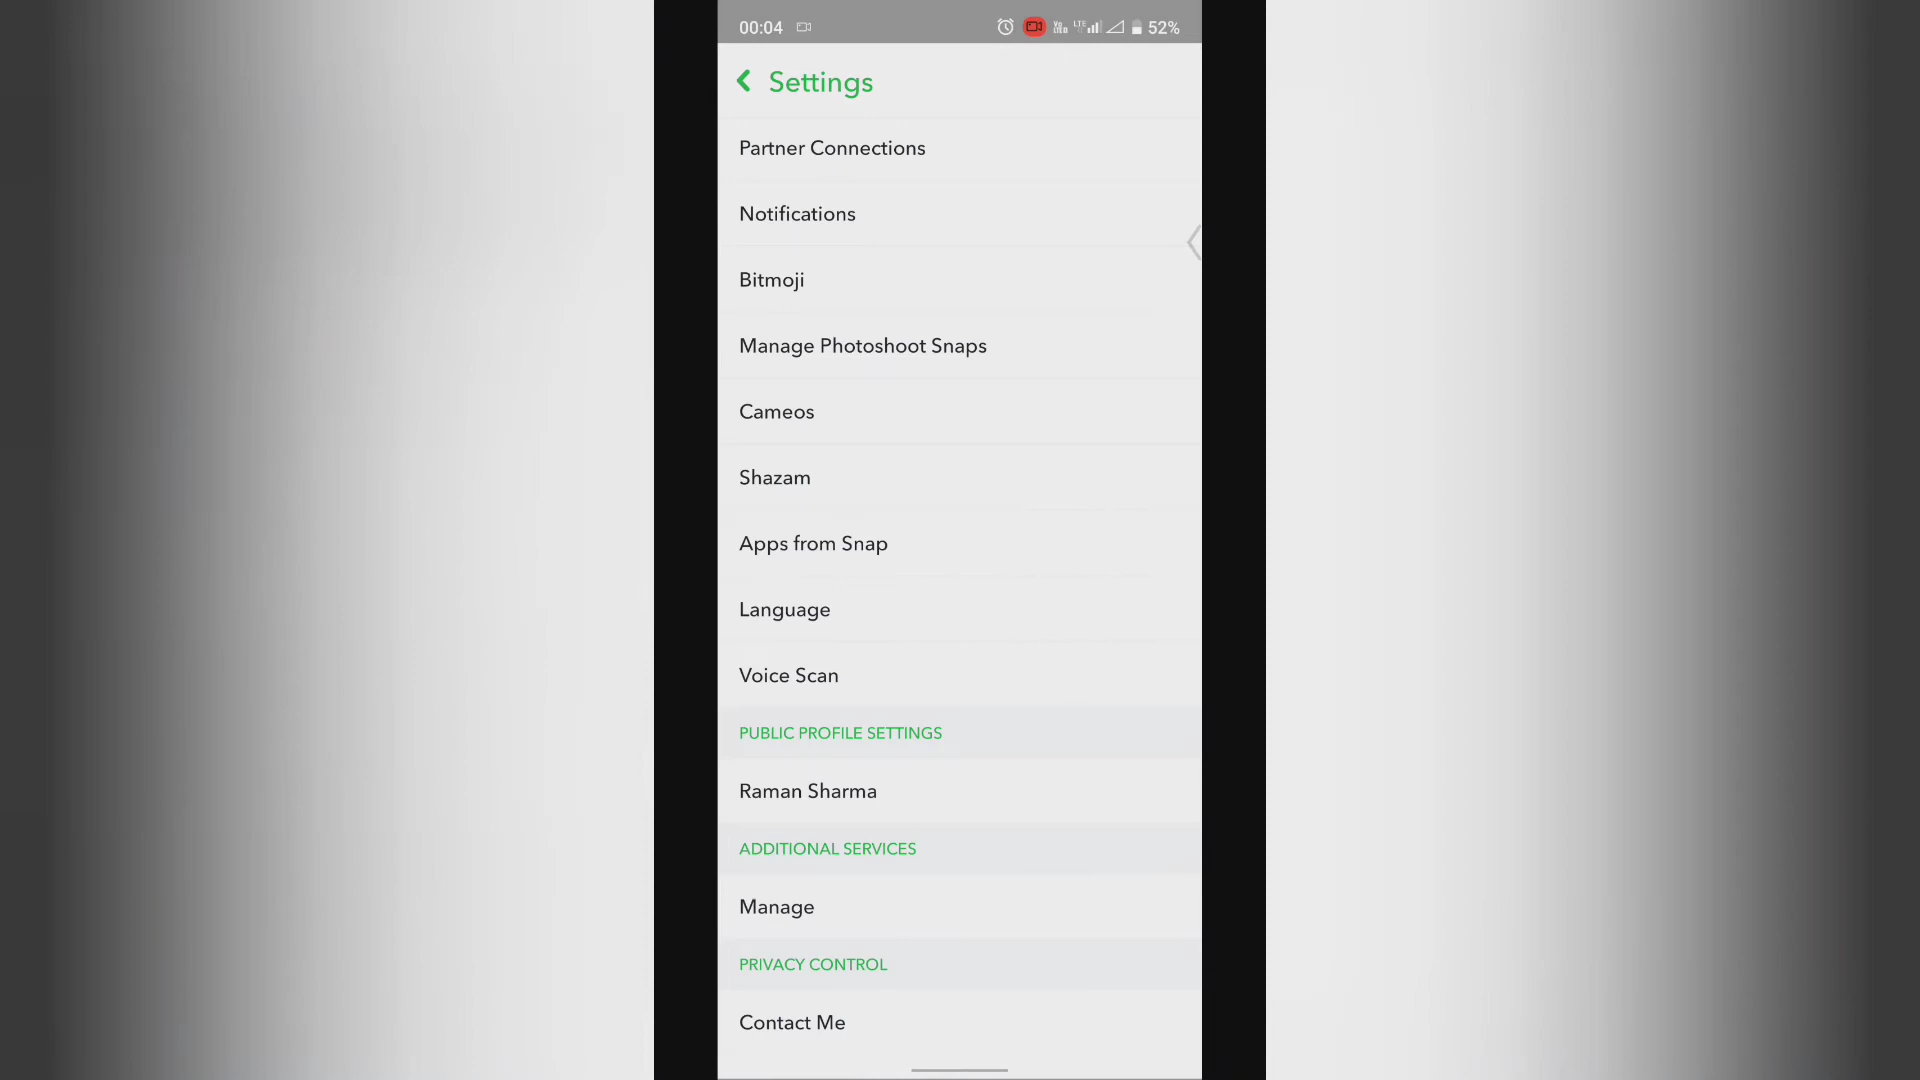 00:04
LTE 52%
Settings
Partner Connections
Notifications
Bitmoji
Manage Photoshoot Snaps
Cameos
Shazam
Apps from Snap
Language
Voice Scan
PUBLIC PROFILE SETTINGS
Raman Sharma
ADDITIONAL SERVICES
Manage
PRIVACY CONTROL
Contact Me